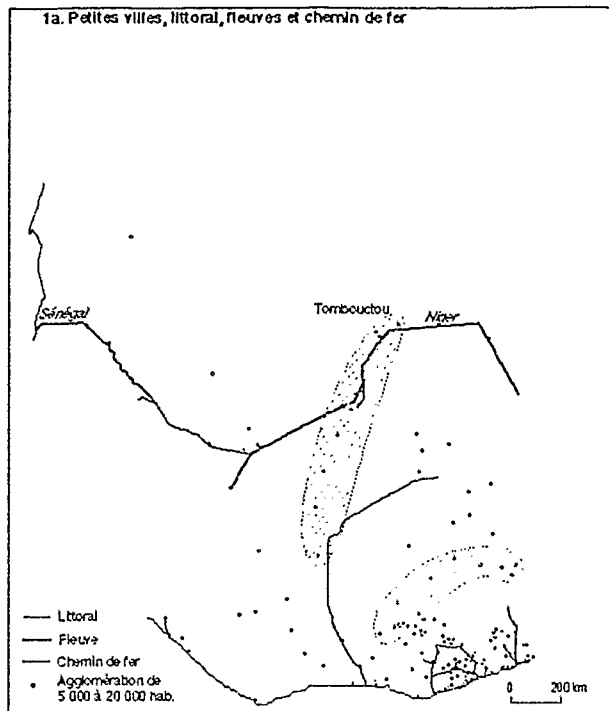 1a. Petites villes, littoral, fleuves et chemin de fer
Sénégal
Tombouctou
Niger
Littoral
Fleuve
Chemin de fer
Agglomération de
5 000 à 20 000 hab.
0 200 km